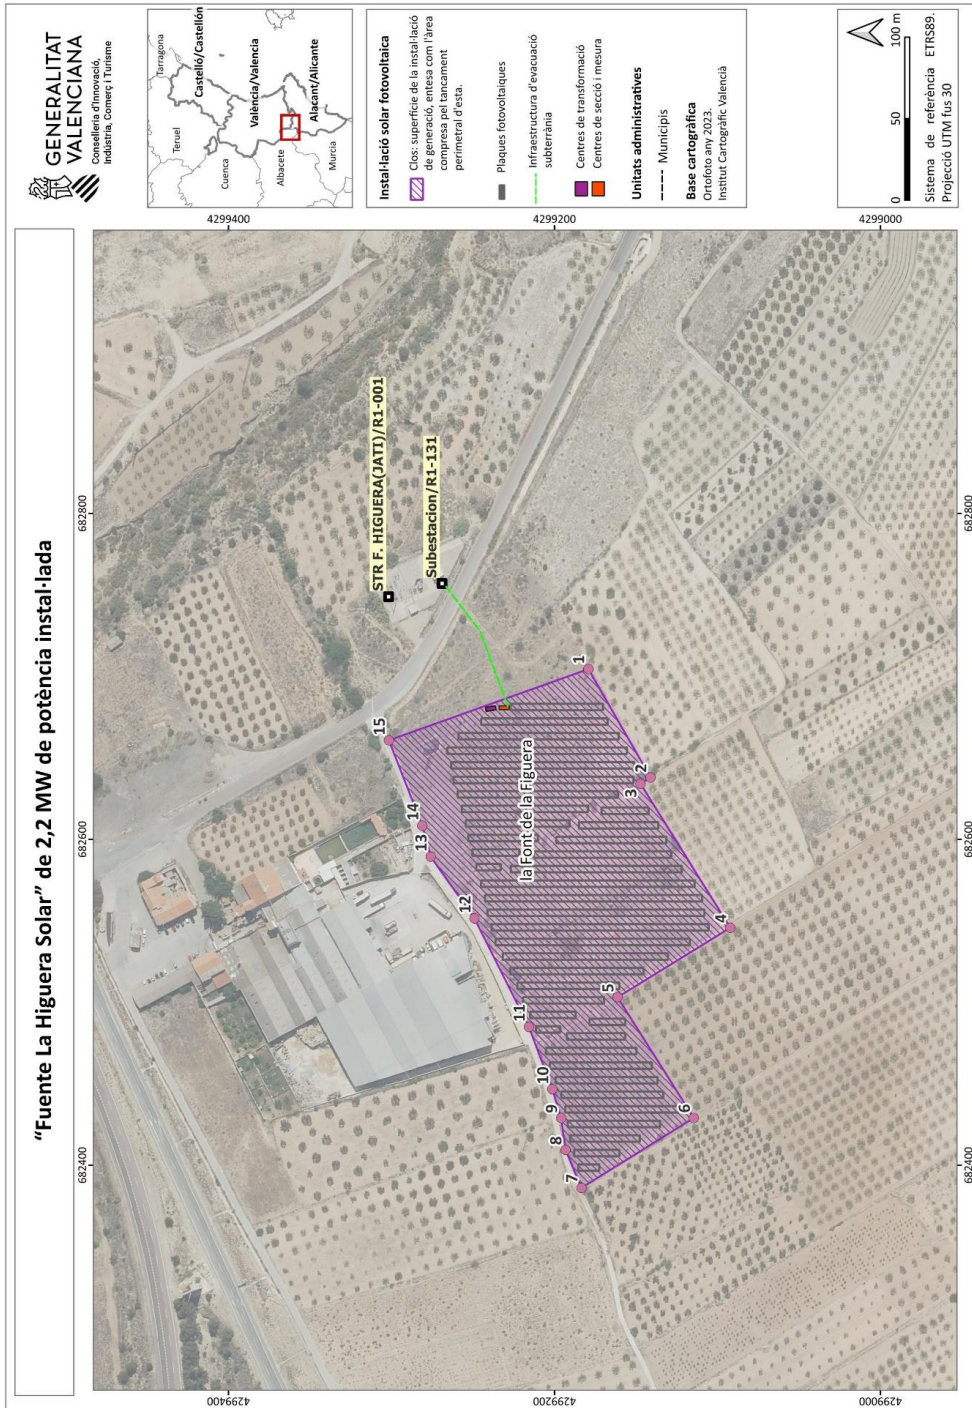 "Fuente La Higuera Solar" de 2,2 MW de potència instal·lada
GENERALITAT
VALENCIANA
Conselleria d'Innovació,
Indústria, Comerç i Turisme
Tarragona
Teruel
Castelló/Castellón
Cuenca
València/Valencia
Albacete
Alacant/Alicante
Murcia
Instal·lació solar fotovoltaica
Clos: superfície de la instal·lació
de generació, entesa com l'àrea
compresa pel tancament
perimetral d'esta.
Plaques fotovoltaiques
Infraestructura d'evacuació
subterrània
Centres de transformació
Centres de secció i mesura
Unitats administratives
Municipis
Base cartogràfica
Ortofoto any 2023.
Institut Cartogràfic Valencià
0 50 100 m
Sistema de referència ETRS89.
Projecció UTM fus 30
682400 682600 682800
4299400 4299400
STR F. HIGUERA(JATI)/R1-001
Subestacion/R1-131
15
14
13
12
11
10
9
8
7
4299200 4299200
la Font de la Figuera
1
2
3
5
6
4
4299000 4299000
682400 682600 682800